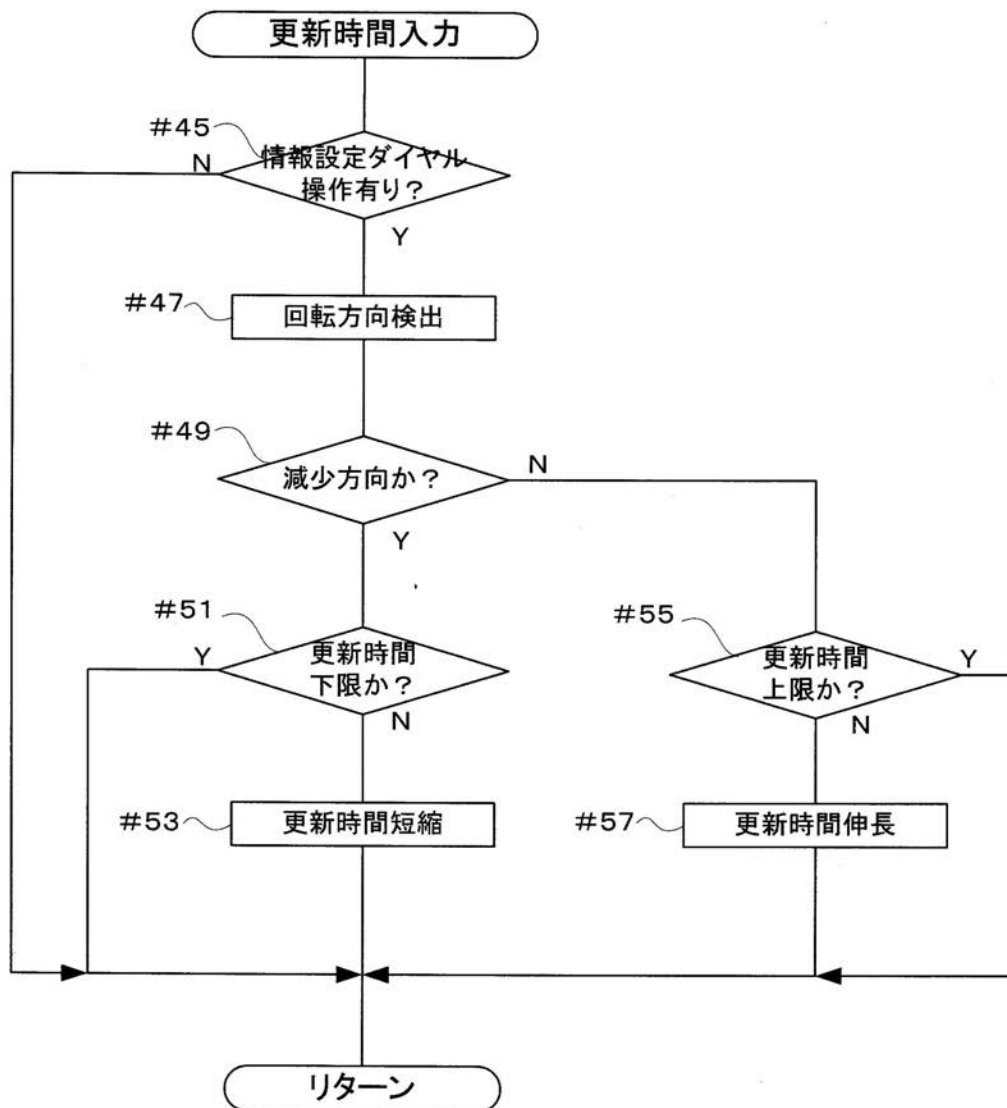 更新時間入力
#45
N
情報設定ダイヤル
操作有り?
Y
#47
回転方向検出
#49
減少方向か?
N
Y
#51
#55
Y
更新時間
下限か?
N
更新時間
上限か?
Y
N
#53
更新時間短縮
#57
更新時間伸長
リターン